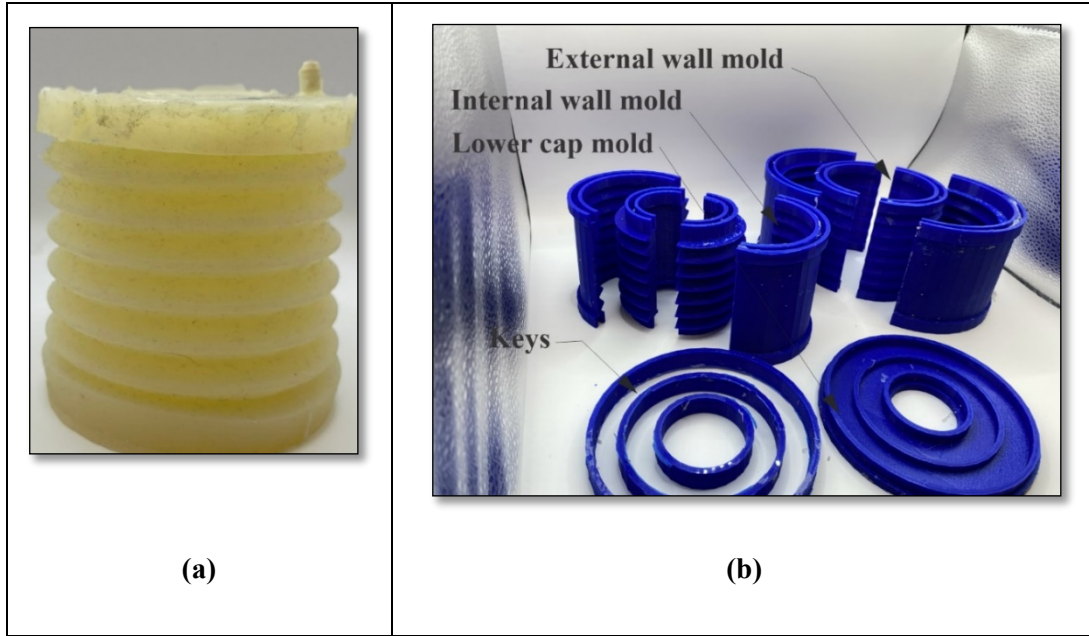 External wall mold
Internal wall mold
Lower cap mold
Keys
(a)
(b)